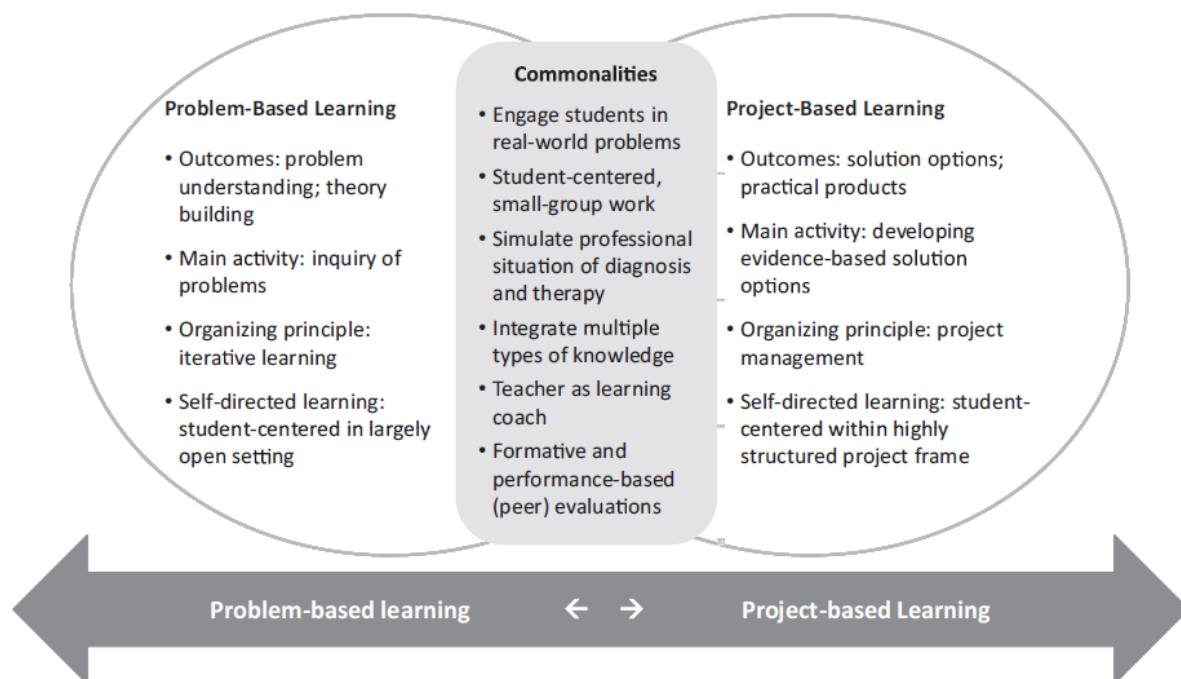 Problem-Based Learning
• Outcomes: problem
understanding; theory
building
• Main activity: inquiry of
problems
• Organizing principle:
iterative learning
• Self-directed learning:
student-centered in largely
open setting
Commonalities
• Engage students in
real-world problems
• Student-centered,
small-group work
• Simulate professional
situation of diagnosis
and therapy
• Integrate multiple
types of knowledge
• Teacher as learning
coach
• Formative and
performance-based
(peer) evaluations
Project-Based Learning
• Outcomes: solution options;
practical products
• Main activity: developing
evidence-based solution
options
• Organizing principle: project
management
• Self-directed learning: student-
centered within highly
structured project frame
Problem-based learning ← → Project-based Learning